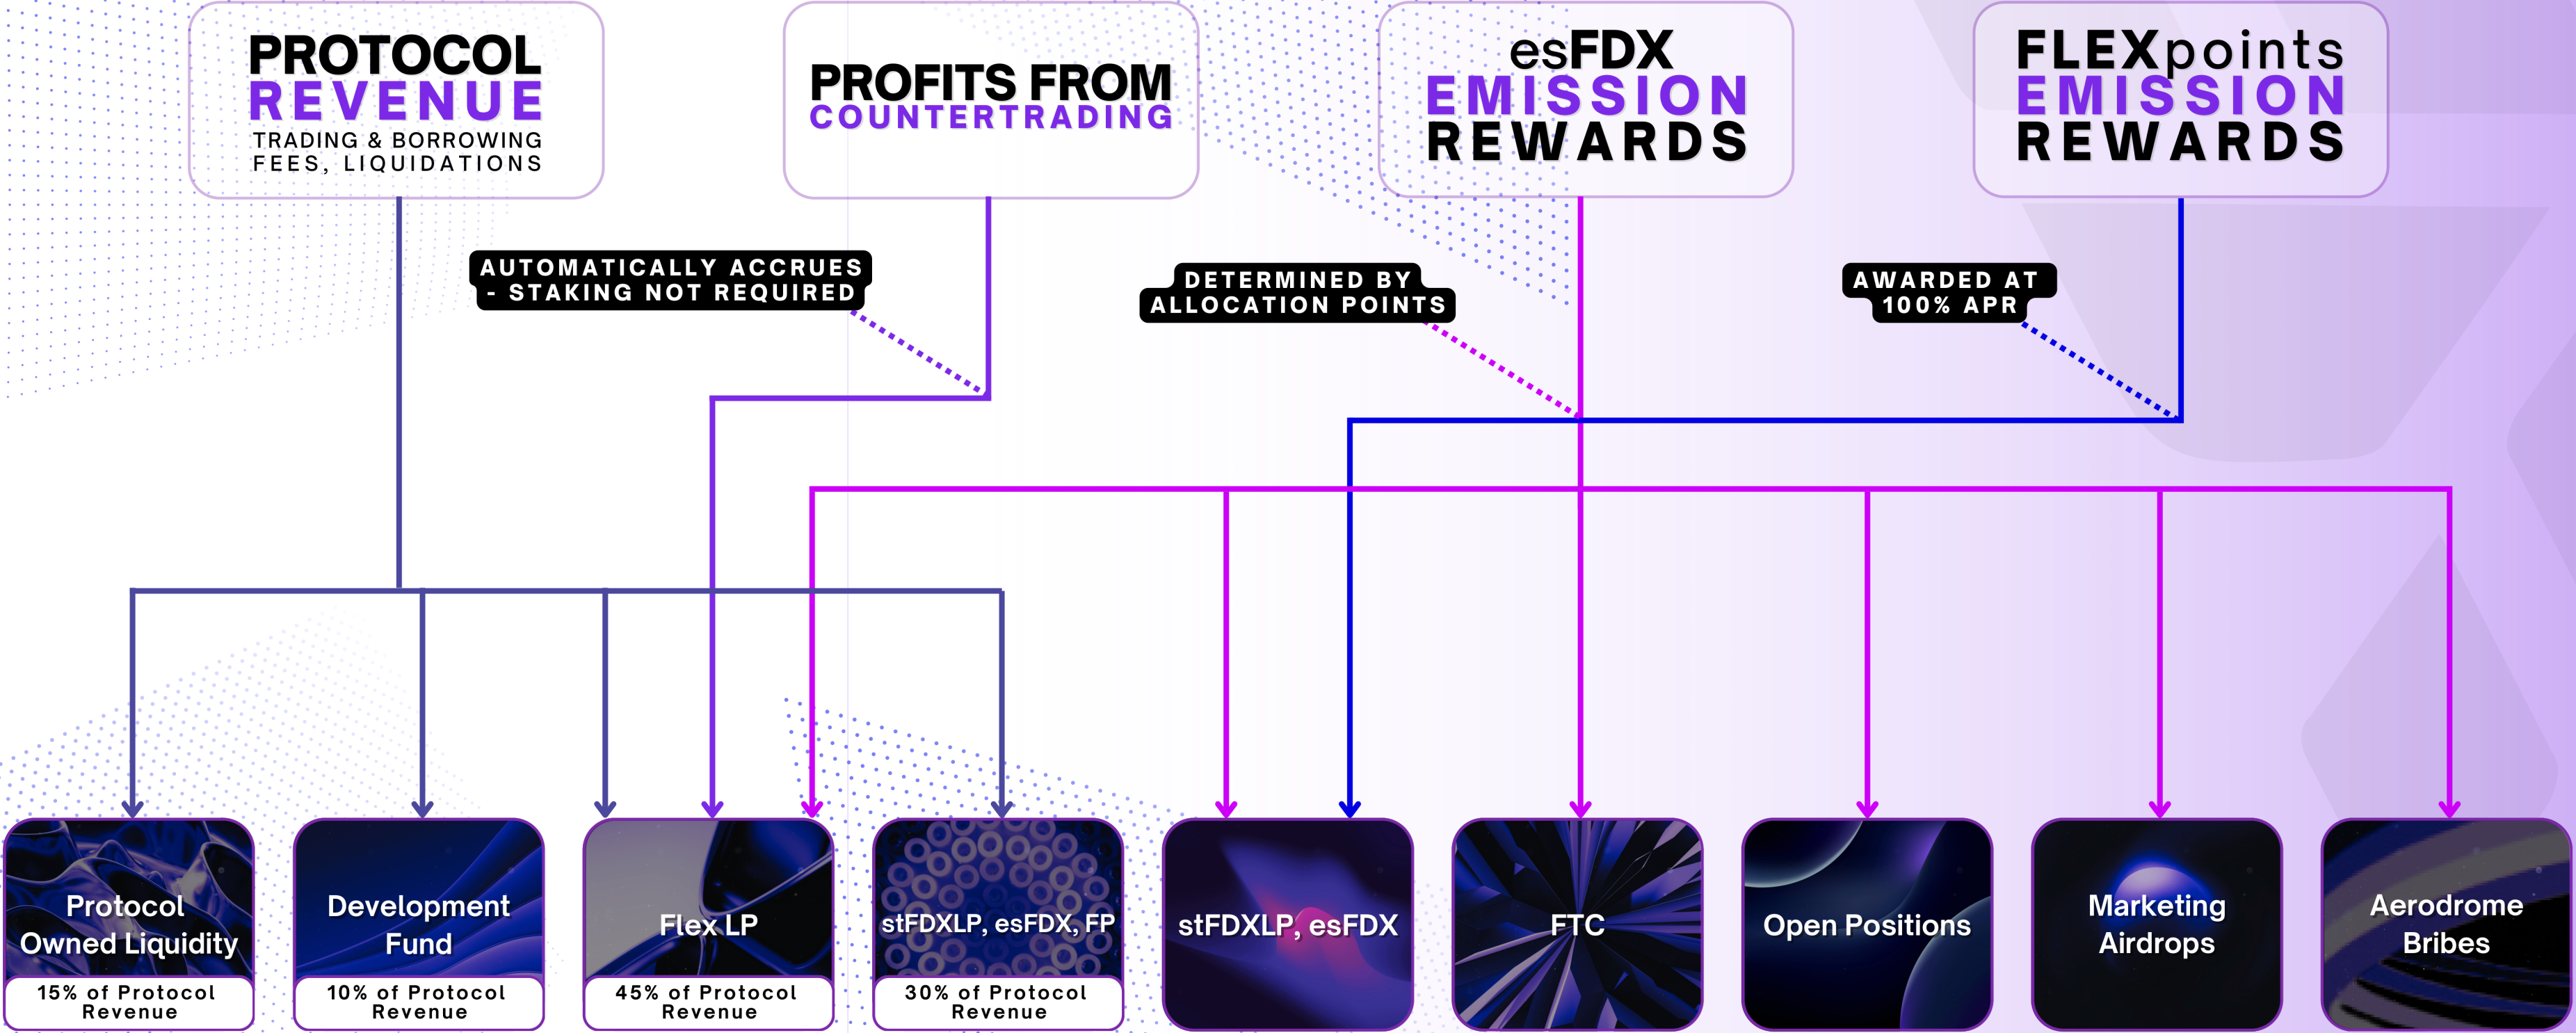 PROTOCOL
REVENUE
TRADING & BORROWING
FEES, LIQUIDATIONS
PROFITS FROM
COUNTERTRADING
esFDX
EMISSION
REWARDS
FLEXpoints
EMISSION
REWARDS
AUTOMATICALLY ACCRUES
- STAKING NOT REQUIRED
DETERMINED BY
ALLOCATION POINTS
AWARDED AT
100% APR
Protocol
Owned Liquidity
15% of Protocol
Revenue
Development
Fund
10% of Protocol
Revenue
Flex LP
45% of Protocol
Revenue
stFDXLP, esFDX, FP
30% of Protocol
Revenue
stFDXLP, esFDX
FTC
Open Positions
Marketing
Airdrops
Aerodrome
Bribes